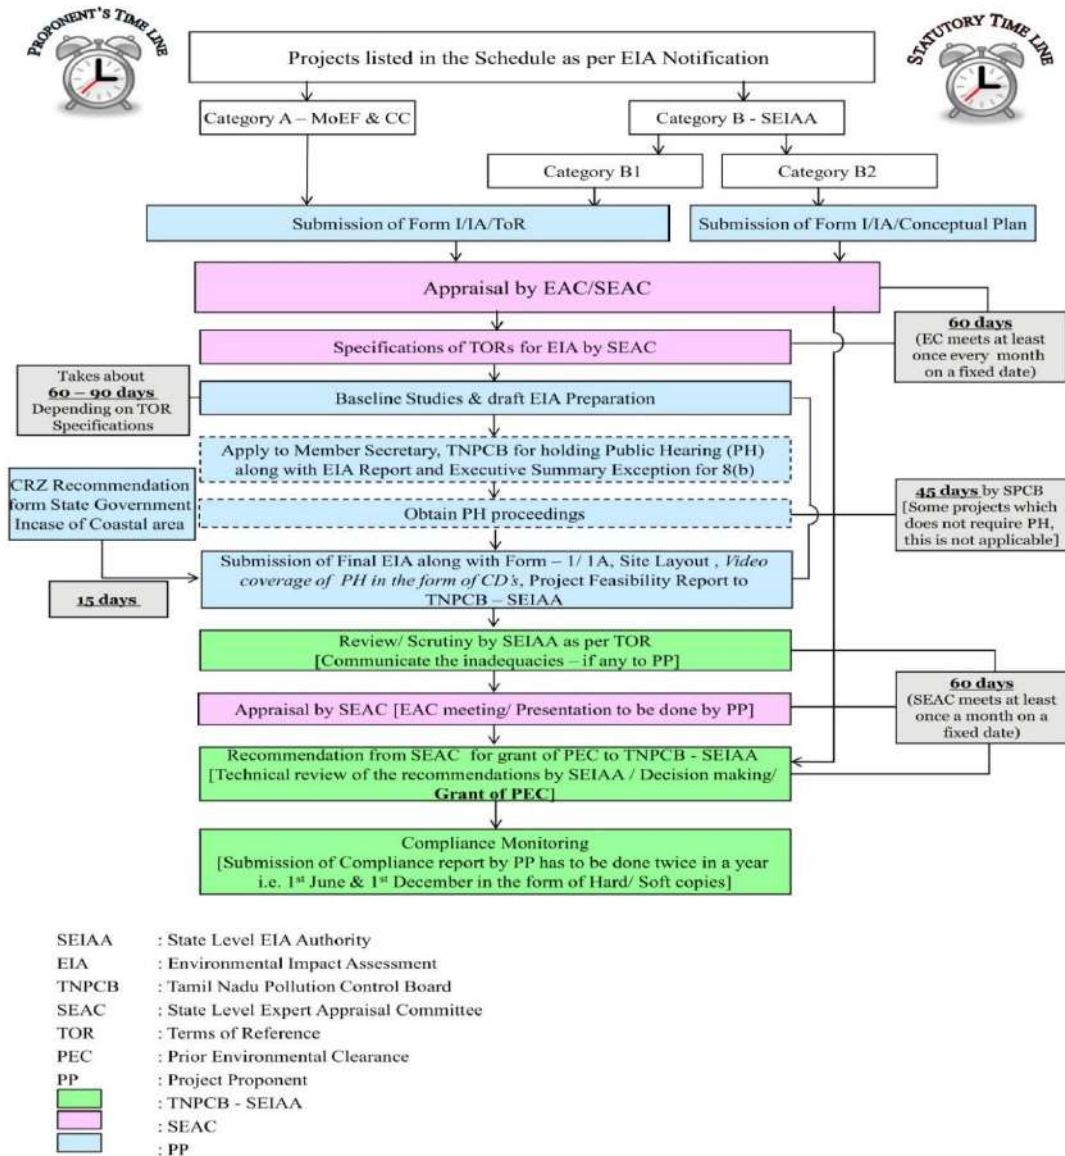 PROPONENT'S TIME LINE
STATUTORY TIME LINE
Projects listed in the Schedule as per EIA Notification
Category A – MoEF & CC
Category B - SEIAA
Category B1
Category B2
Submission of Form I/IA/ToR
Submission of Form I/IA/Conceptual Plan
Appraisal by EAC/SEAC
60 days
(EC meets at least
once every month
on a fixed date)
Specifications of TORs for EIA by SEAC
Takes about
60 – 90 days
Depending on TOR
Specifications
Baseline Studies & draft EIA Preparation
Apply to Member Secretary, TNPCB for holding Public Hearing (PH)
along with EIA Report and Executive Summary Exception for 8(b)
CRZ Recommendation
form State Government
Incase of Coastal area
45 days by SPCB
[Some projects which
does not require PH,
this is not applicable]
Obtain PH proceedings
Submission of Final EIA along with Form – 1/ 1A, Site Layout , Video
coverage of PH in the form of CD's, Project Feasibility Report to
TNPCB – SEIAA
15 days
Review/ Scrutiny by SEIAA as per TOR
[Communicate the inadequacies – if any to PP]
60 days
(SEAC meets at least
once a month on a
fixed date)
Appraisal by SEAC [EAC meeting/ Presentation to be done by PP]
Recommendation from SEAC for grant of PEC to TNPCB - SEIAA
[Technical review of the recommendations by SEIAA / Decision making/
Grant of PEC]
Compliance Monitoring
[Submission of Compliance report by PP has to be done twice in a year
i.e. 1st June & 1st December in the form of Hard/ Soft copies]
SEIAA : State Level EIA Authority
EIA : Environmental Impact Assessment
TNPCB : Tamil Nadu Pollution Control Board
SEAC : State Level Expert Appraisal Committee
TOR : Terms of Reference
PEC : Prior Environmental Clearance
PP : Project Proponent
: TNPCB - SEIAA
: SEAC
: PP